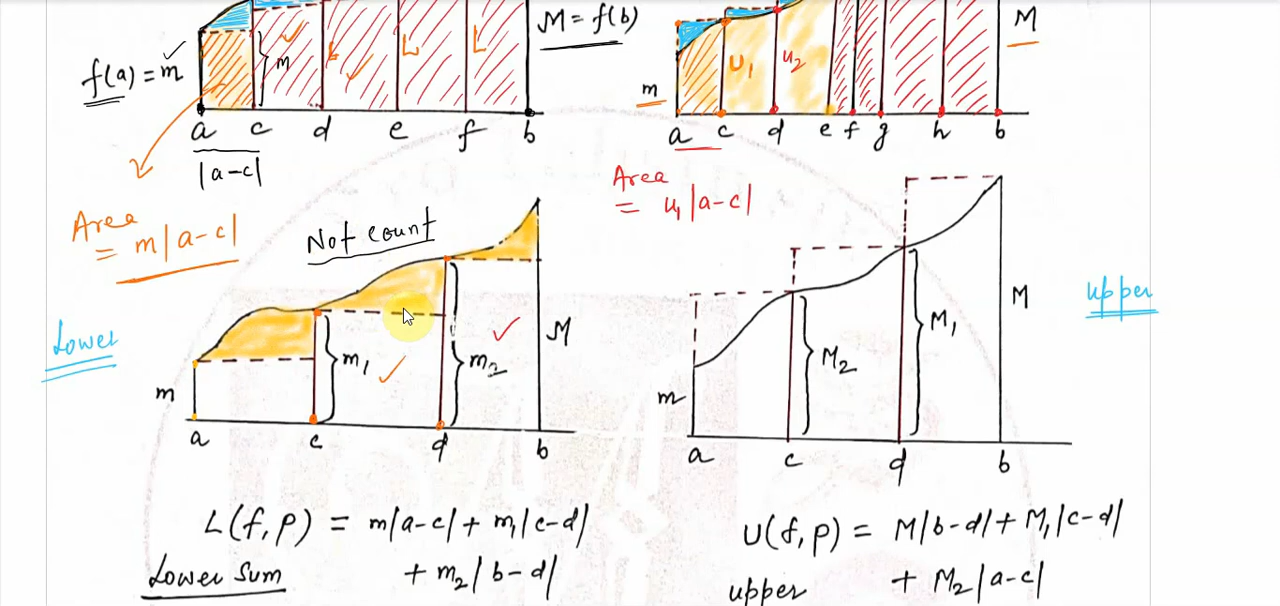 f(a) = m
m
M = f(b)
a c d e f b
|a-c|
Area
= m|a-c|
m
u₁ u₂
M
a c d e f g h b
Area
= u₁|a-c|
Lower
Not count
m m₁ m₂ M
a c d b
upper
m M₂ M₁ M
a c d b
L(f,p) = m|a-c| + m₁|c-d|
+ m₂|b-d|
Lower Sum
U(f,p) = M|b-d| + M₁|c-d|
+ M₂|a-c|
upper